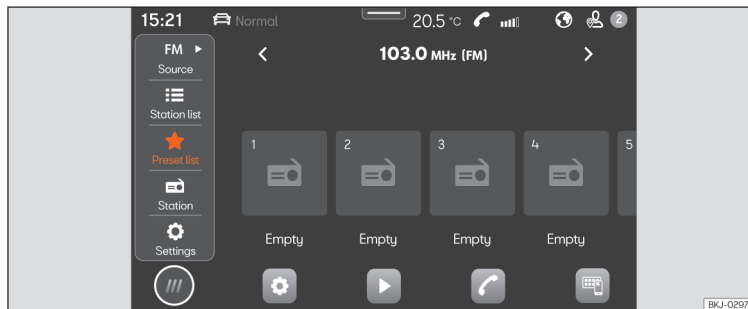 15:21 Normal 20.5 °C 2
FM
Source
Station list
Preset list
Station
Settings
103.0 MHz (FM)
1 2 3 4 5
Empty Empty Empty Empty
BKJ-0297